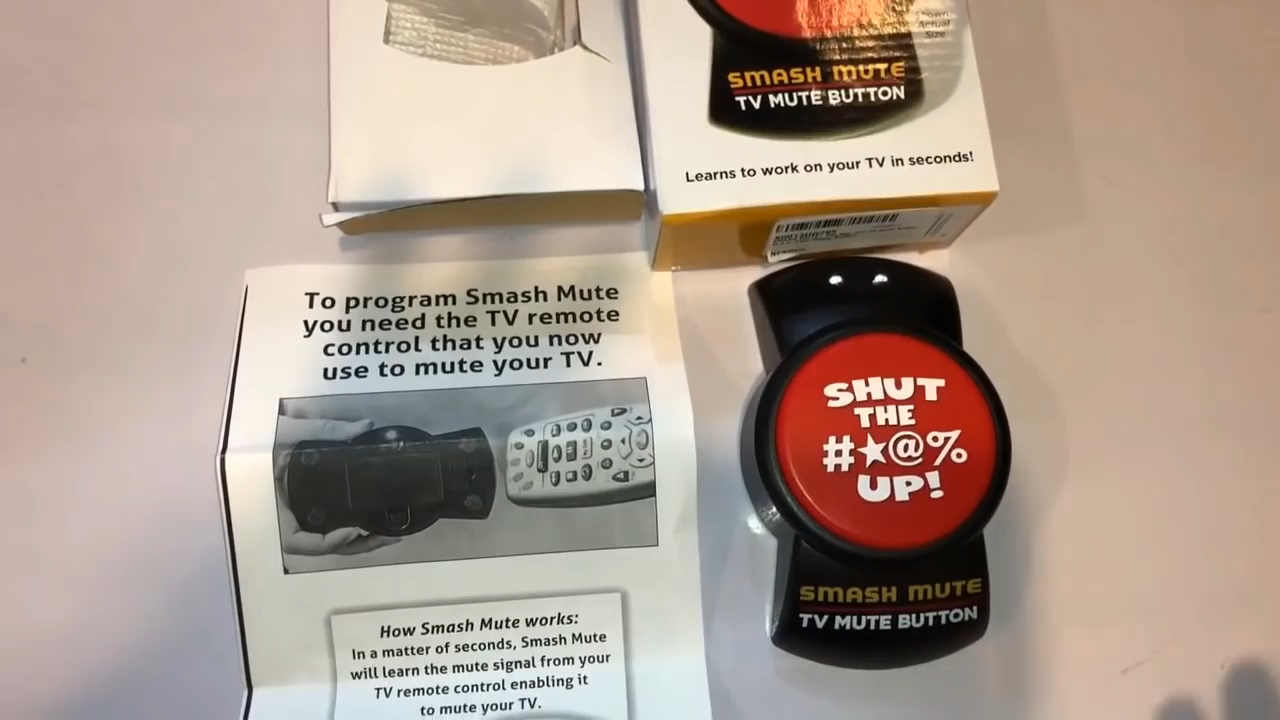 Shown
Actual
Size
SMASH MUTE
TV MUTE BUTTON
Learns to work on your TV in seconds!
To program Smash Mute
you need the TV remote
control that you now
use to mute your TV.
How Smash Mute works:
In a matter of seconds, Smash Mute
will learn the mute signal from your
TV remote control enabling it
to mute your TV.
SHUT
THE
#★@%
UP!
SMASH MUTE
TV MUTE BUTTON